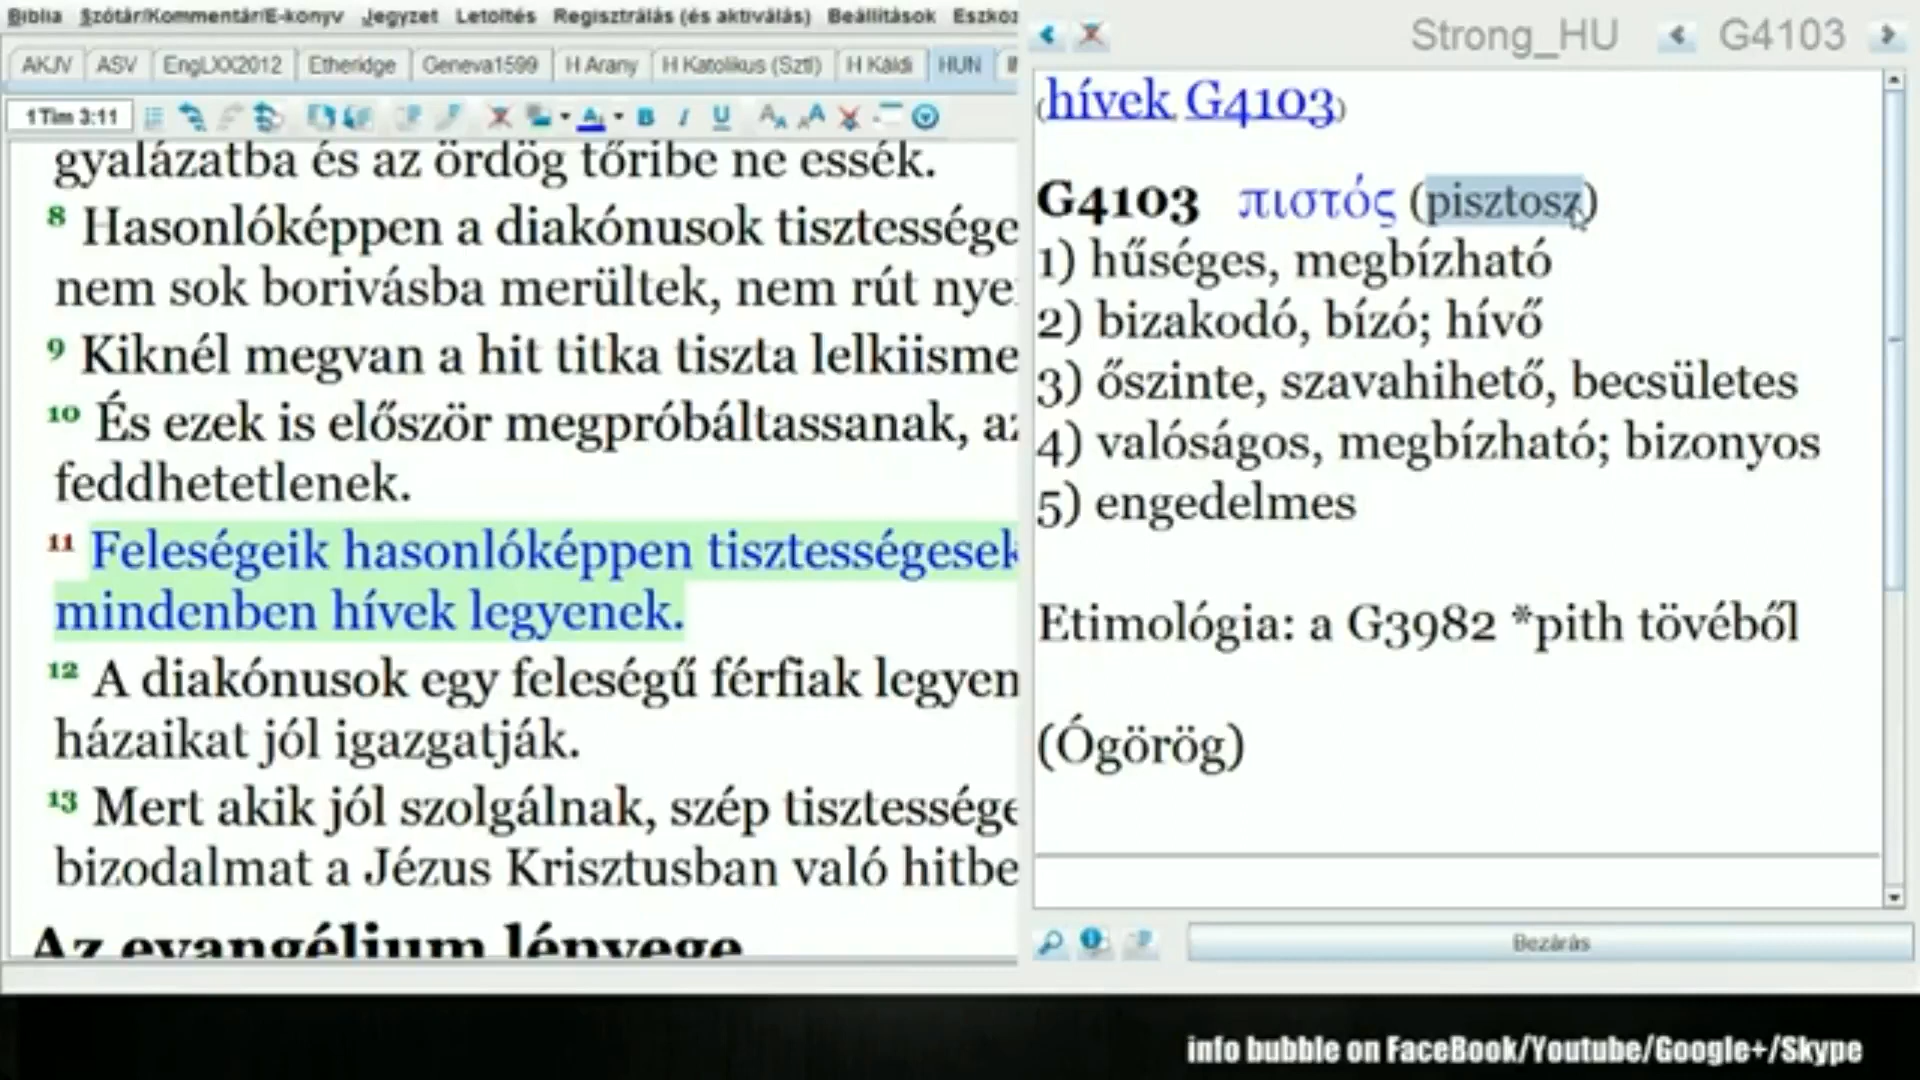 Biblia Szótár/Kommentár/E-konyv Jegyzet Letoltés Regisztrálás (és aktiválás) Beállítások Eszkoz
AKJV ASV EngLXX2012 Etheridge Geneva1599 H Arany H Katolikus (SztI) H Káldi HUN
1Tim 3:11
gyalázatba és az ördög tőribe ne essék.
8 Hasonlóképpen a diakónusok tisztessége
nem sok borivásba merültek, nem rút nye
9 Kiknél megvan a hit titka tiszta lelkiisme
10 És ezek is először megpróbáltassanak, az
feddhetetlenek.
11 Feleségeik hasonlóképpen tisztességesek
mindenben hívek legyenek.
12 A diakónusok egy feleségű férfiak legyen
házaikat jól igazgatják.
13 Mert akik jól szolgálnak, szép tisztessége
bizodalmat a Jézus Krisztusban való hitbe
Az evangélium lényege
Strong_HU G4103
(hívek G4103)
G4103 πιστός (pisztosz)
1) hűséges, megbízható
2) bizakodó, bízó; hívő
3) őszinte, szavahihető, becsületes
4) valóságos, megbízható; bizonyos
5) engedelmes
Etimológia: a G3982 *pith tövéből
(Ógörög)
Bezárás
info bubble on FaceBook/Youtube/Google+/Skype